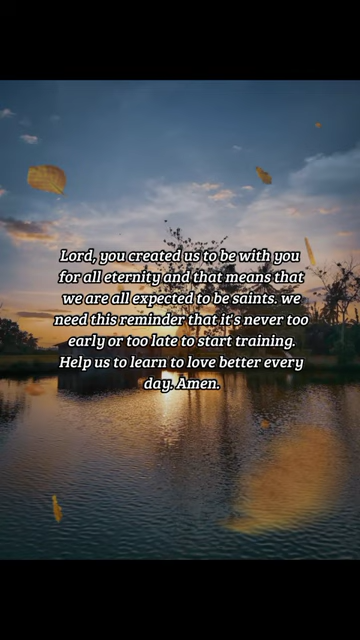 Lord, you created us to be with you
for all eternity and that means that
we are all expected to be saints. we
need this reminder that it's never too
early or too late to start training.
Help us to learn to love better every
day. Amen.